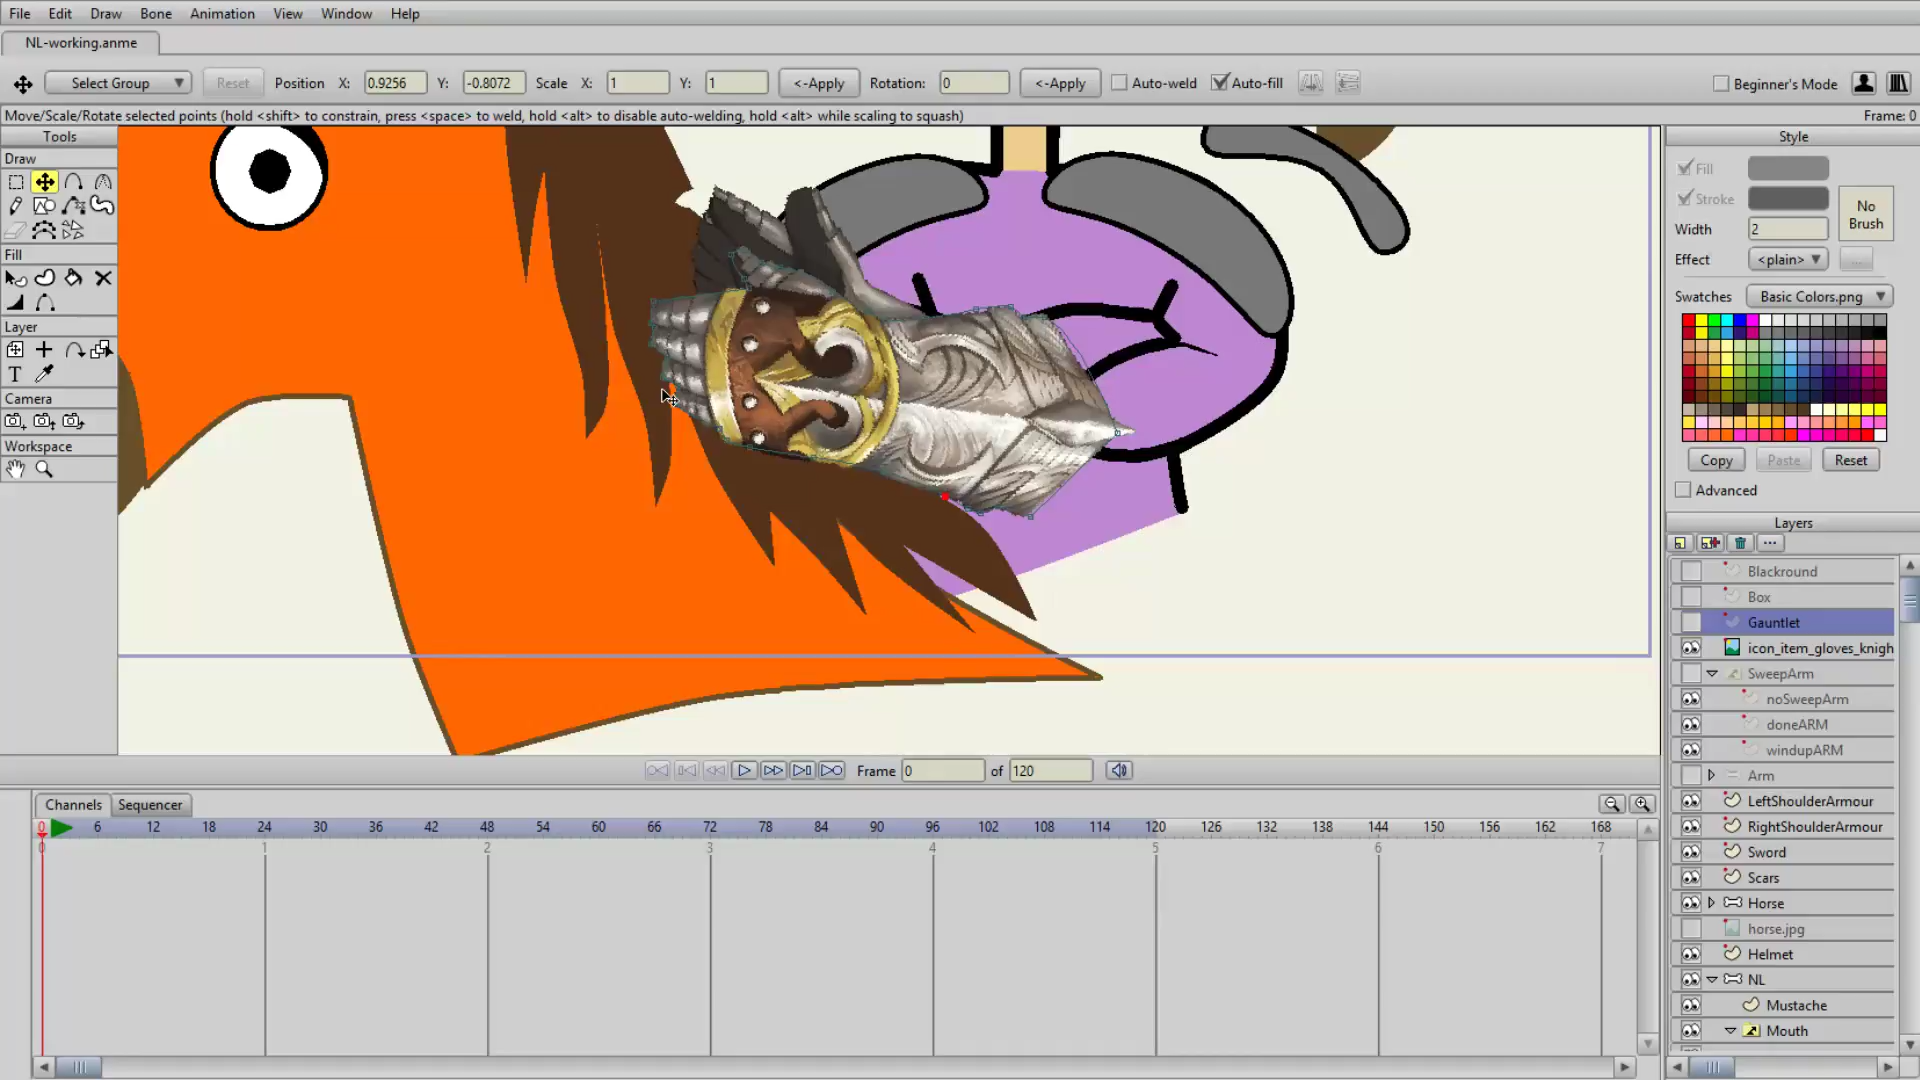 File Edit Draw Bone Animation View Window Help
NL-working.anme
Select Group Reset Position X: 0.9256 Y: -0.8072 Scale X: 1 Y: 1 <-Apply Rotation: 0 <-Apply Auto-weld Auto-fill Beginner's Mode
Move/Scale/Rotate selected points (hold <shift> to constrain, press <space> to weld, hold <alt> to disable auto-welding, hold <alt> while scaling to squash) Frame: 0
Tools
Draw
Fill
Layer
T
Camera
Workspace
Style
Fill
Stroke
No Brush
Width 2
Effect <plain> ...
Swatches Basic Colors.png
Copy Paste Reset
Advanced
Layers
Blackround
Box
Gauntlet
icon_item_gloves_knigh
SweepArm
noSweepArm
doneARM
windupARM
Arm
LeftShoulderArmour
RightShoulderArmour
Sword
Scars
Horse
horse.jpg
Helmet
NL
Mustache
Mouth
Frame 0 of 120
Channels Sequencer
0 6 12 18 24 30 36 42 48 54 60 66 72 78 84 90 96 102 108 114 120 126 132 138 144 150 156 162 168
0 1 2 3 4 5 6 7